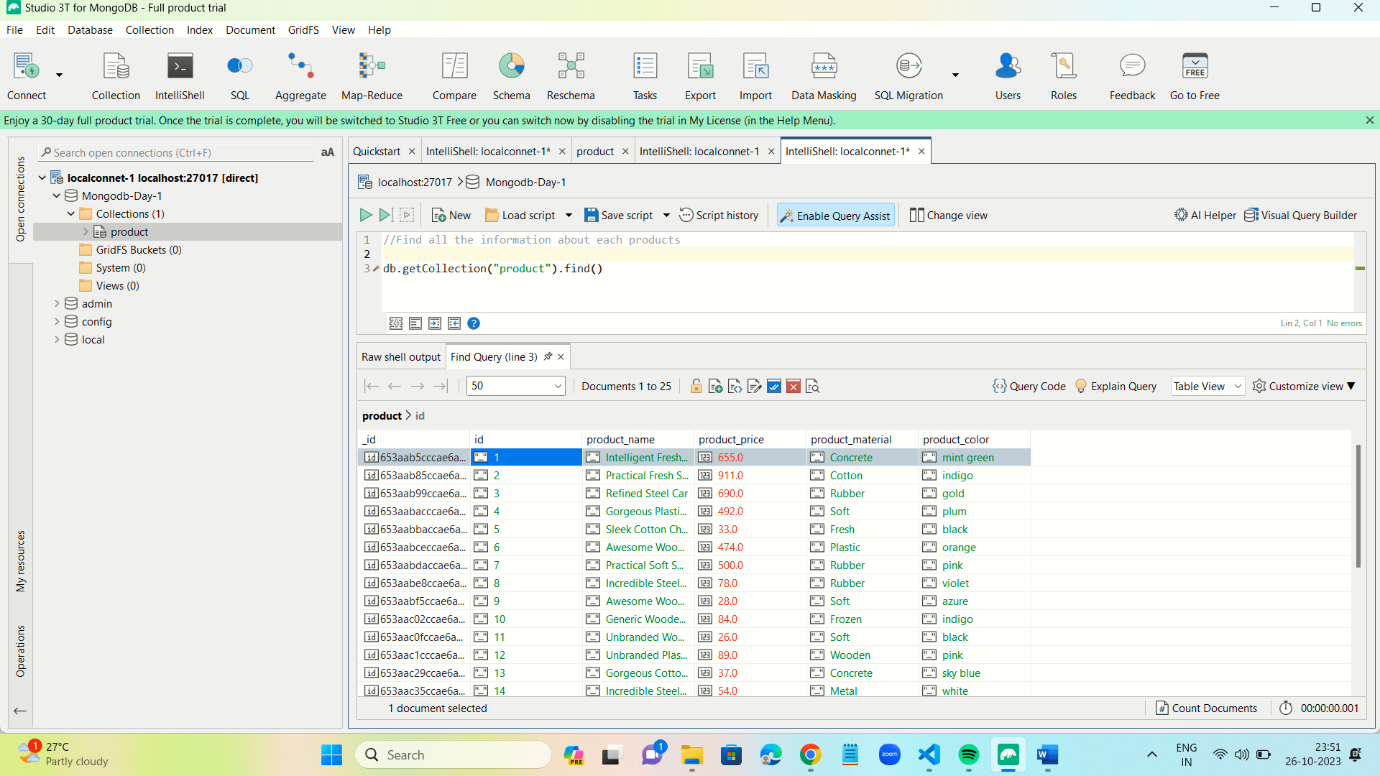 Studio 3T for MongoDB - Full product trial
File Edit Database Collection Index Document GridFS View Help
Connect Collection IntelliShell SQL Aggregate Map-Reduce Compare Schema Reschema Tasks Export Import Data Masking SQL Migration Users Roles Feedback FREE Go to Free
Enjoy a 30-day full product trial. Once the trial is complete, you will be switched to Studio 3T Free or you can switch now by disabling the trial in My License (in the Help Menu).
Open connections
My resources
Operations
Search open connections (Ctrl+F) aA
localconnet-1 localhost:27017 [direct]
Mongodb-Day-1
Collections (1)
product
GridFS Buckets (0)
System (0)
Views (0)
admin
config
local
Quickstart IntelliShell: localconnet-1* product IntelliShell: localconnet-1 IntelliShell: localconnet-1*
localhost:27017 Mongodb-Day-1
New Load script Save script Script history Enable Query Assist Change view AI Helper Visual Query Builder
1 //Find all the information about each products
2
3 db.getCollection("product").find()
Lin 2, Col 1 No errors
Raw shell output Find Query (line 3)
50 Documents 1 to 25 Query Code Explain Query Table View Customize view
product > id
_id id product_name product_price product_material product_color
653aab5cccae6a... 1 Intelligent Fresh... 655.0 Concrete mint green
653aab85ccae6a... 2 Practical Fresh S... 911.0 Cotton indigo
653aab99ccae6a... 3 Refined Steel Car 690.0 Rubber gold
653aabacccae6a... 4 Gorgeous Plasti... 492.0 Soft plum
653aabbaccae6a... 5 Sleek Cotton Ch... 33.0 Fresh black
653aabceccae6a... 6 Awesome Woo... 474.0 Plastic orange
653aabdaccae6a... 7 Practical Soft S... 500.0 Rubber pink
653aabe8ccae6a... 8 Incredible Steel... 78.0 Rubber violet
653aabf5ccae6a... 9 Awesome Woo... 28.0 Soft azure
653aac02ccae6a... 10 Generic Woode... 84.0 Frozen indigo
653aac0fccae6a... 11 Unbranded Wo... 26.0 Soft black
653aac1cccae6a... 12 Unbranded Plas... 89.0 Wooden pink
653aac29ccae6a... 13 Gorgeous Cotto... 37.0 Concrete sky blue
653aac35ccae6a... 14 Incredible Steel... 54.0 Metal white
1 document selected Count Documents 00:00:00.001
1 27°C
Partly cloudy
Search
PRE
1
zoom
ENG
IN
23:51
26-10-2023